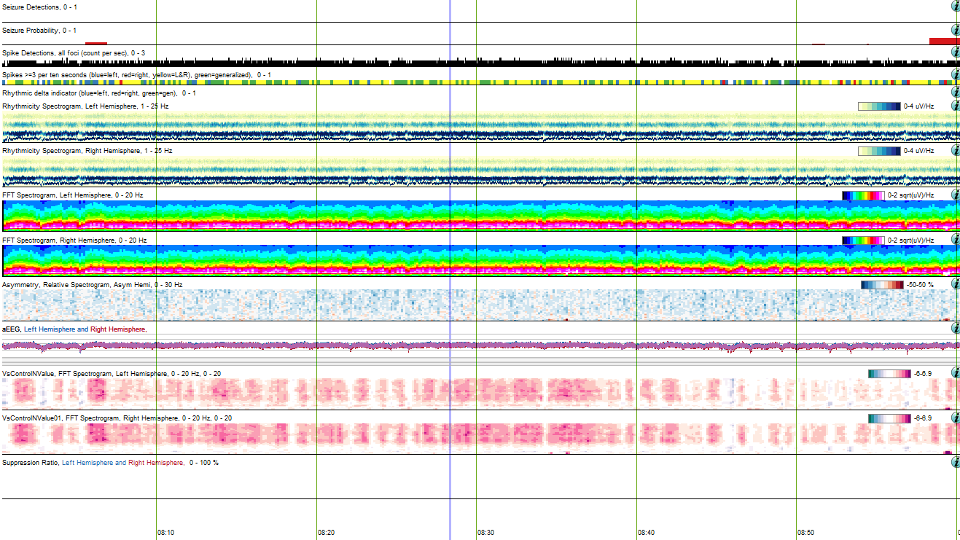 Seizure Detections, 0 - 1
Seizure Probability, 0 - 1
Spike Detections, all foci (count per sec), 0 - 3
Spikes >=3 per ten seconds (blue=left, red=right, yellow=L&R), green=generalized), 0 - 1
Rhythmic delta indicator (blue=left, red=right, green=gen), 0 - 1
Rhythmicity Spectrogram, Left Hemisphere, 1 - 25 Hz
0-4 uV/Hz
Rhythmicity Spectrogram, Right Hemisphere, 1 - 25 Hz
0-4 uV/Hz
FFT Spectrogram, Left Hemisphere, 0 - 20 Hz
0-2 sqrt(uV)/Hz
FFT Spectrogram, Right Hemisphere, 0 - 20 Hz
0-2 sqrt(uV)/Hz
Asymmetry, Relative Spectrogram, Asym Hemi, 0 - 30 Hz
-50-50 %
aEEG, Left Hemisphere and Right Hemisphere,
VsControlNValue, FFT Spectrogram, Left Hemisphere, 0 - 20 Hz, 0 - 20
-6-6.9
VsControlNValue01, FFT Spectrogram, Right Hemisphere, 0 - 20 Hz, 0 - 20
-6-6.9
Suppression Ratio, Left Hemisphere and Right Hemisphere, 0 - 100 %
08:10
08:20
08:30
08:40
08:50